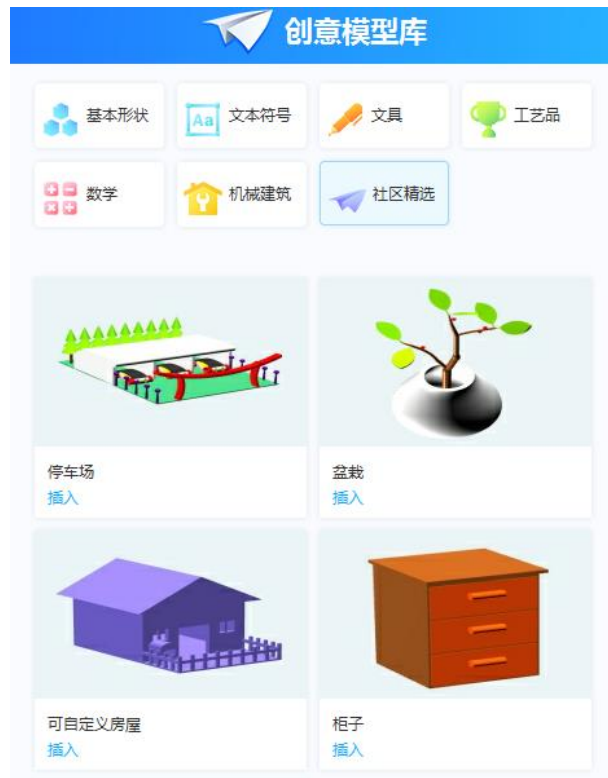 创意模型库
基本形状
Aa 文本符号
文具
工艺品
数学
机械建筑
社区精选
停车场
插入
盆栽
插入
可自定义房屋
插入
柜子
插入